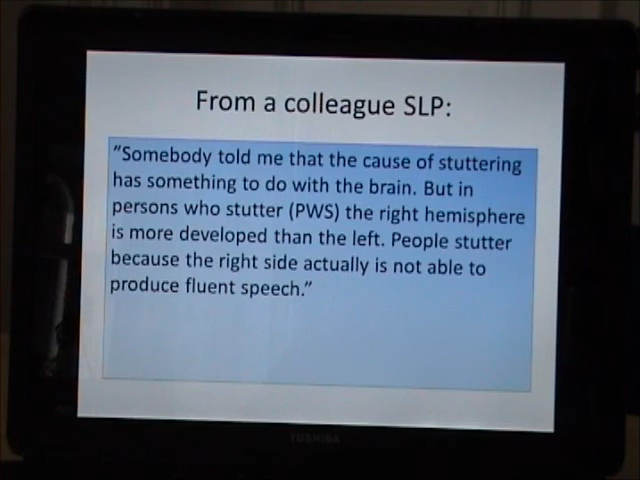 From a colleague SLP:
"Somebody told me that the cause of stuttering
has something to do with the brain. But in
persons who stutter (PWS) the right hemisphere
is more developed than the left. People stutter
because the right side actually is not able to
produce fluent speech."
TOSHIBA